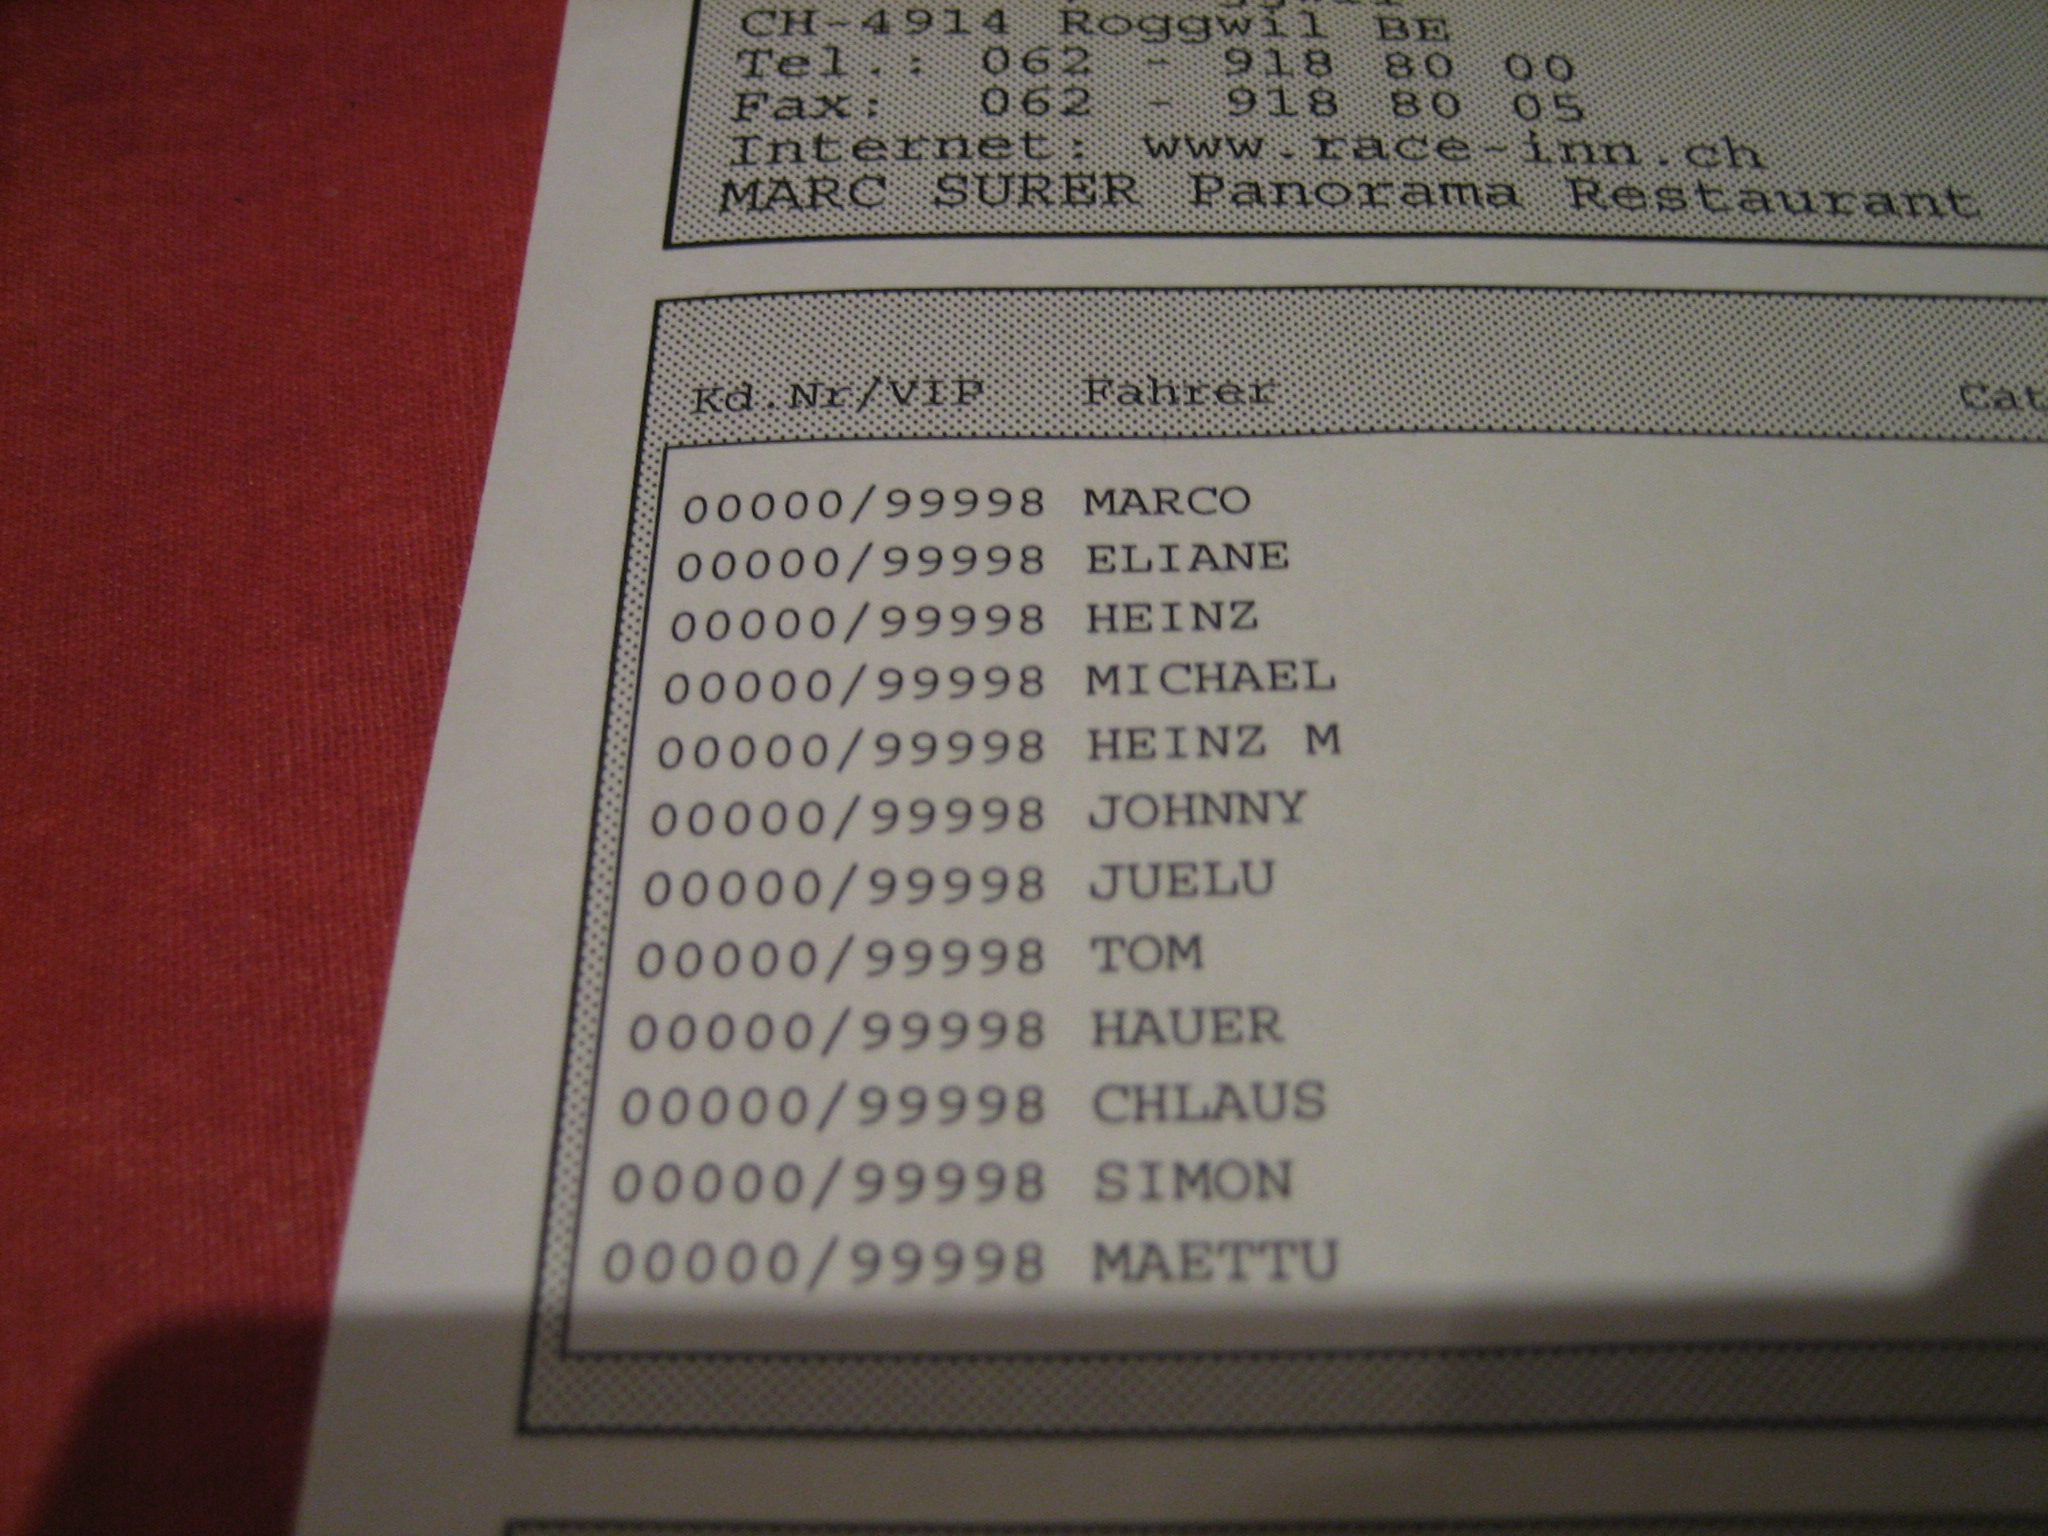 CH-4914 Roggwil BE
Tel.: 062 - 918 80 00
Fax: 062 - 918 80 05
Internet: www.race-inn.ch
MARC SURER Panorama Restaurant
Kd.Nr/VIP Fahrer Cat
00000/99998 MARCO
00000/99998 ELIANE
00000/99998 HEINZ
00000/99998 MICHAEL
00000/99998 HEINZ M
00000/99998 JOHNNY
00000/99998 JUELU
00000/99998 TOM
00000/99998 HAUER
00000/99998 CHLAUS
00000/99998 SIMON
00000/99998 MAETTU